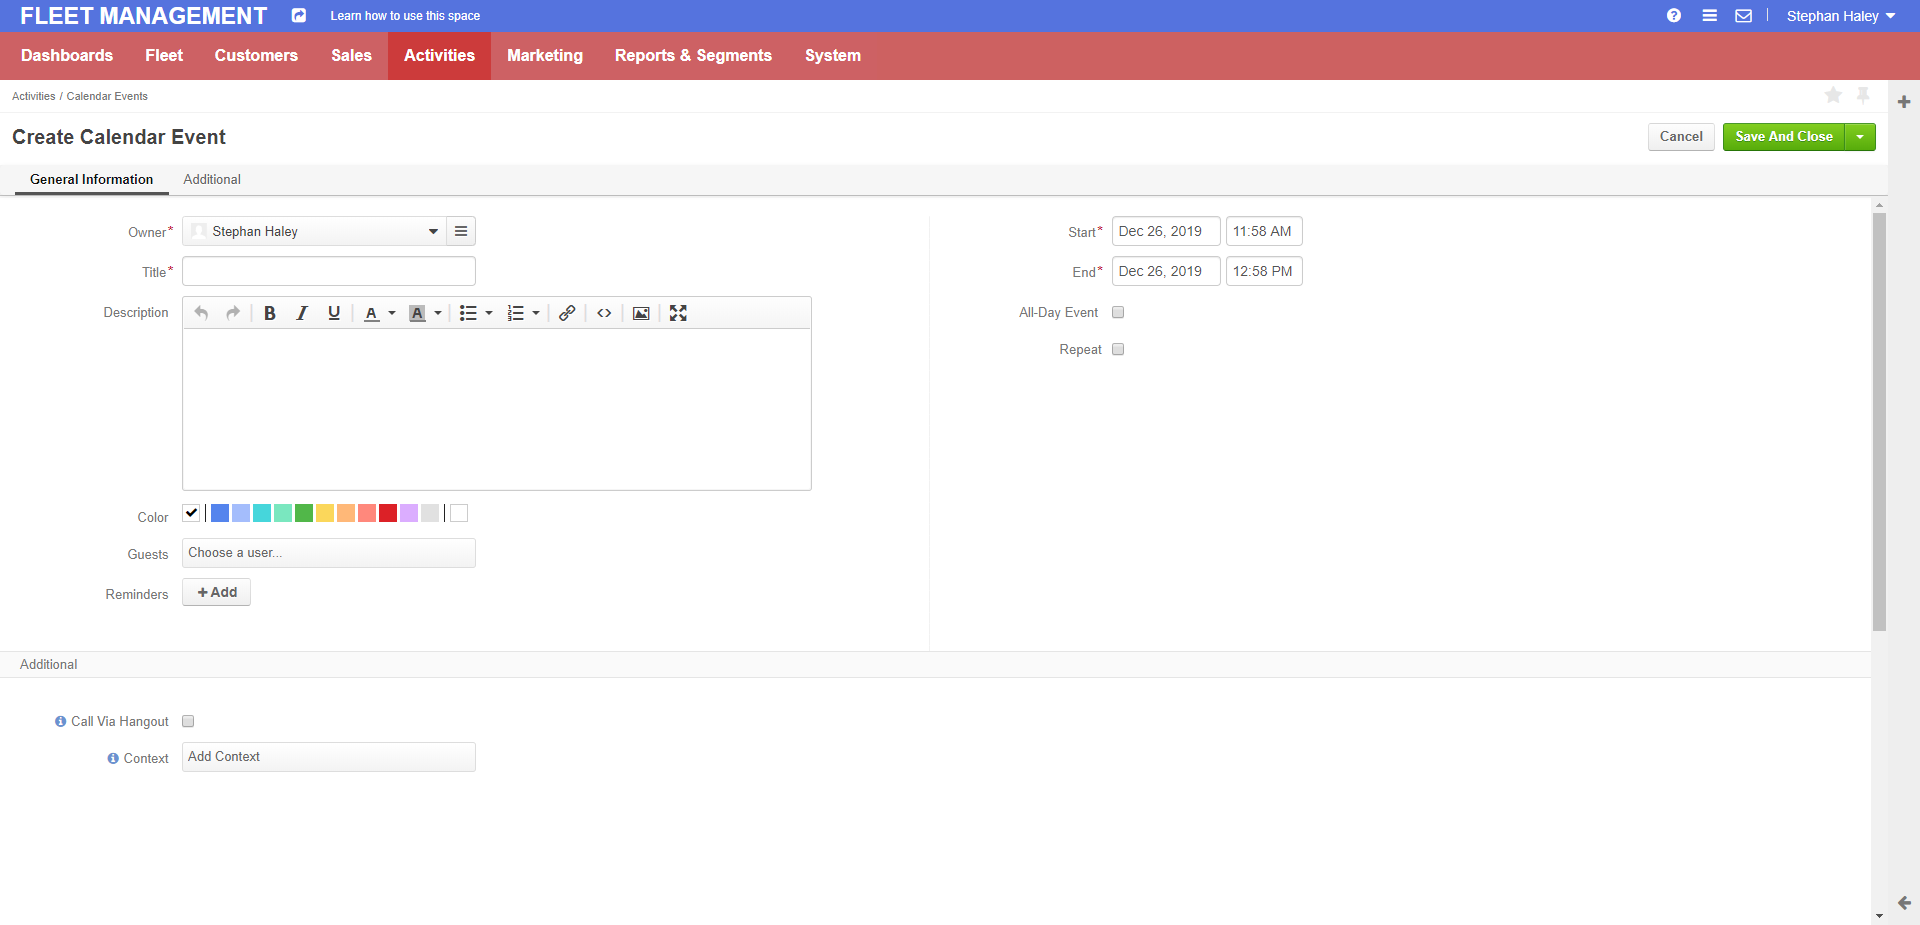 FLEET MANAGEMENT Learn how to use this space Stephan Haley
Dashboards Fleet Customers Sales Activities Marketing Reports & Segments System
Activities / Calendar Events
Create Calendar Event Cancel Save And Close
General Information Additional
Owner* Stephan Haley
Title*
Description B I U A A
Color
Guests Choose a user...
Reminders Add
Start* Dec 26, 2019 11:58 AM
End* Dec 26, 2019 12:58 PM
All-Day Event
Repeat
Additional
Call Via Hangout
Context Add Context